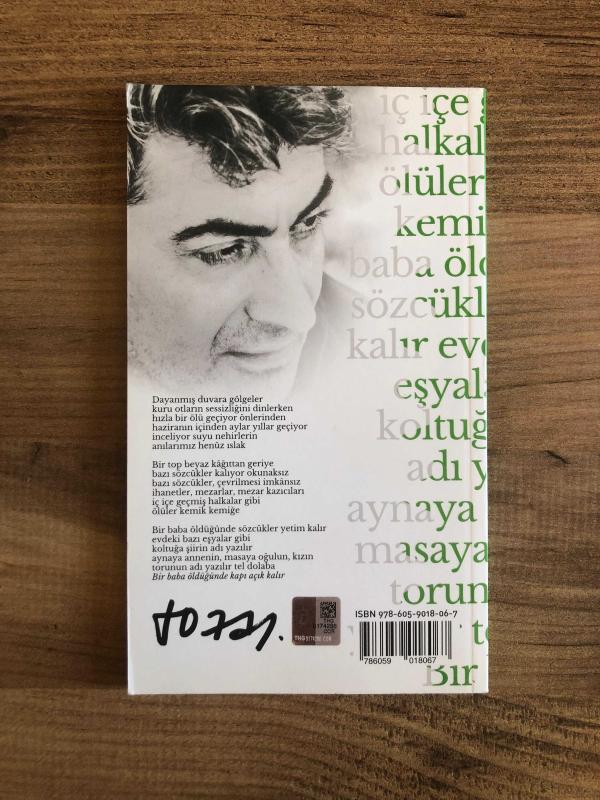 iç içe g
halkal
ölüler
kemi
baba öl
sözcükl
kalır ev
eşyala
koltuğ
adı y
aynaya
masaya
torun
te
Bir
Dayanmış duvara gölgeler
kuru otların sessizliğini dinlerken
hızla bir ölü geçiyor önlerinden
haziranın içinden aylar yıllar geçiyor
inceliyor suyu nehirlerin
anılarımız henüz ıslak
Bir top beyaz kâğıttan geriye
bazı sözcükler kalıyor okunaksız
bazı sözcükler, çevrilmesi imkânsız
ihanetler, mezarlar, mezar kazıcıları
iç içe geçmiş halkalar gibi
ölüler kemik kemiğe
Bir baba öldüğünde sözcükler yetim kalır
evdeki bazı eşyalar gibi
koltuğa şiirin adı yazılır
aynaya annenin, masaya oğulun, kızın
torunun adı yazılır tel dolaba
Bir baba öldüğünde kapı açık kalır
ISBN 978-605-9018-06-7
786059 018067